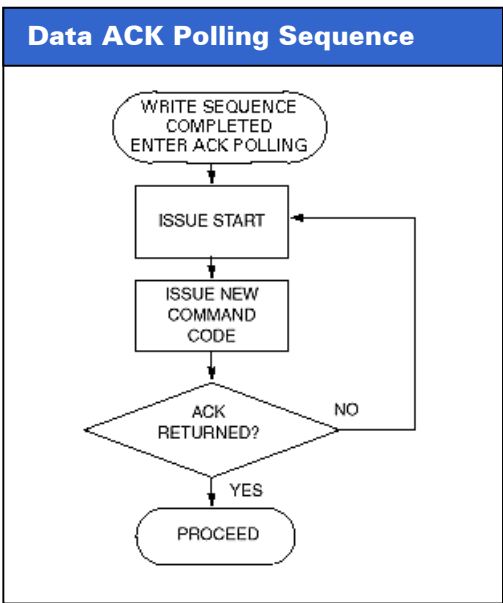 Data ACK Polling Sequence
WRITE SEQUENCE
COMPLETED
ENTER ACK POLLING
ISSUE START
ISSUE NEW
COMMAND
CODE
ACK
RETURNED?
NO
YES
PROCEED